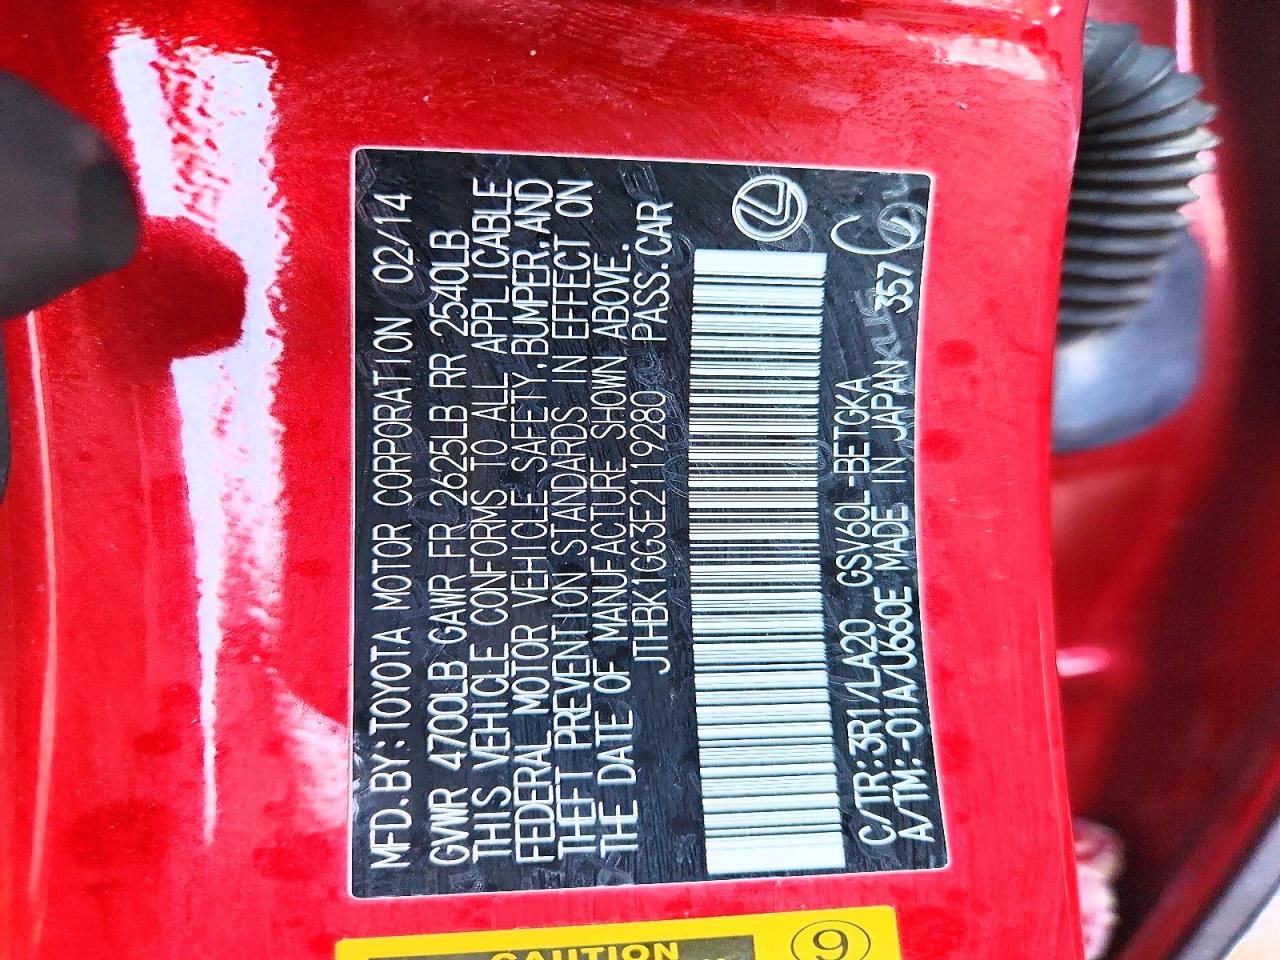 MFD.BY:TOYOTA MOTOR CORPORATION 02/14
GVWR 4700LB GAWR FR 2625LB RR 2540LB
THIS VEHICLE CONFORMS TO ALL APPLICABLE
FEDERAL MOTOR VEHICLE SAFETY,BUMPER,AND
THEFT PREVENTION STANDARDS IN EFFECT ON
THE DATE OF MANUFACTURE SHOWN ABOVE.
JTHBK1GG3E2119280 PASS.CAR
C/TR:3R1/LA20 GSV60L-BETGKA
A/TM:-01A/U660E MADE IN JAPAN 357
CAUTION
9